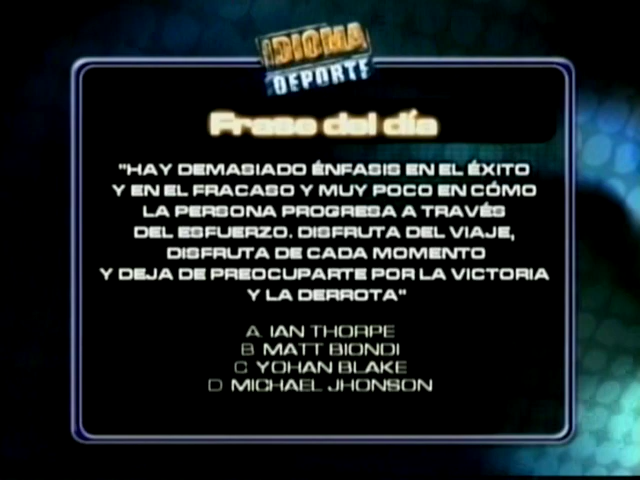 IDIOMA
DEPORTE
Frase del día
"HAY DEMASIADO ÉNFASIS EN EL ÉXITO
Y EN EL FRACASO Y MUY POCO EN CÓMO
LA PERSONA PROGRESA A TRAVÉS
DEL ESFUERZO. DISFRUTA DEL VIAJE,
DISFRUTA DE CADA MOMENTO
Y DEJA DE PREOCUPARTE POR LA VICTORIA
Y LA DERROTA"
A. IAN THORPE
B MATT BIONDI
C YOHAN BLAKE
D MICHAEL JHONSON